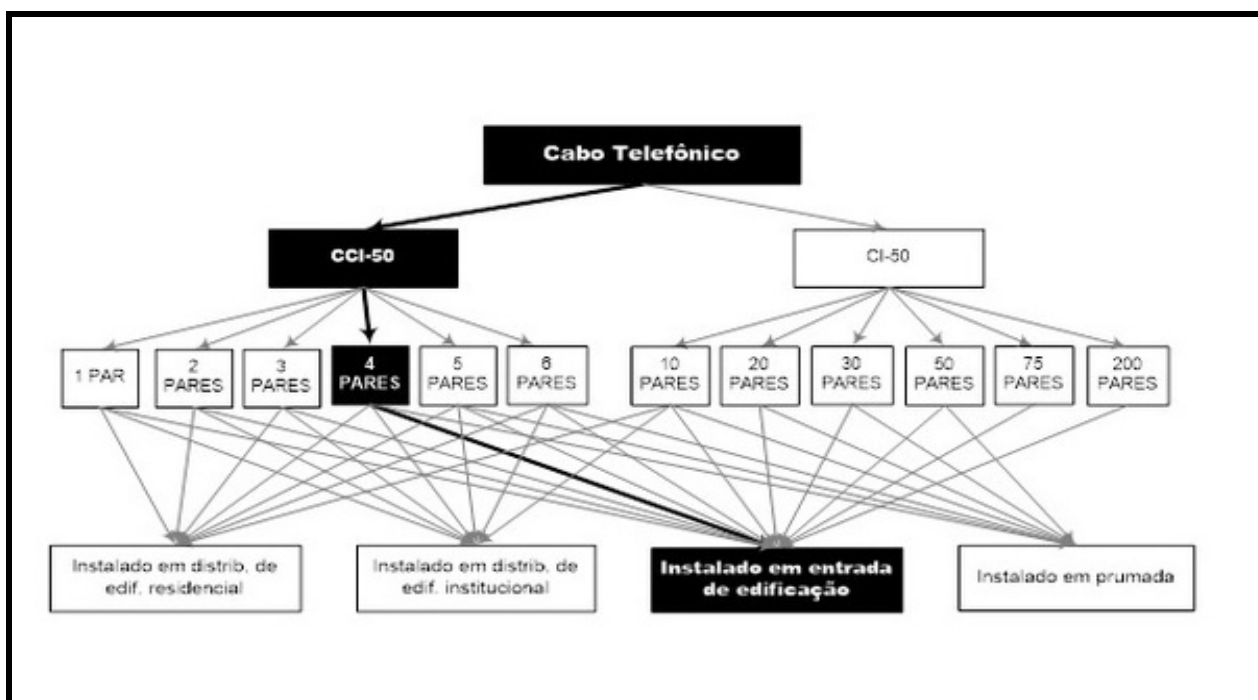 Cabo Telefônico
CCI-50
CI-50
1 PAR
2
PARES
3
PARES
4
PARES
5
PARES
6
PARES
10
PARES
20
PARES
30
PARES
50
PARES
75
PARES
200
PARES
Instalado em distrib. de
edif. residencial
Instalado em distrib. de
edif. institucional
Instalado em entrada
de edificação
Instalado em prumada